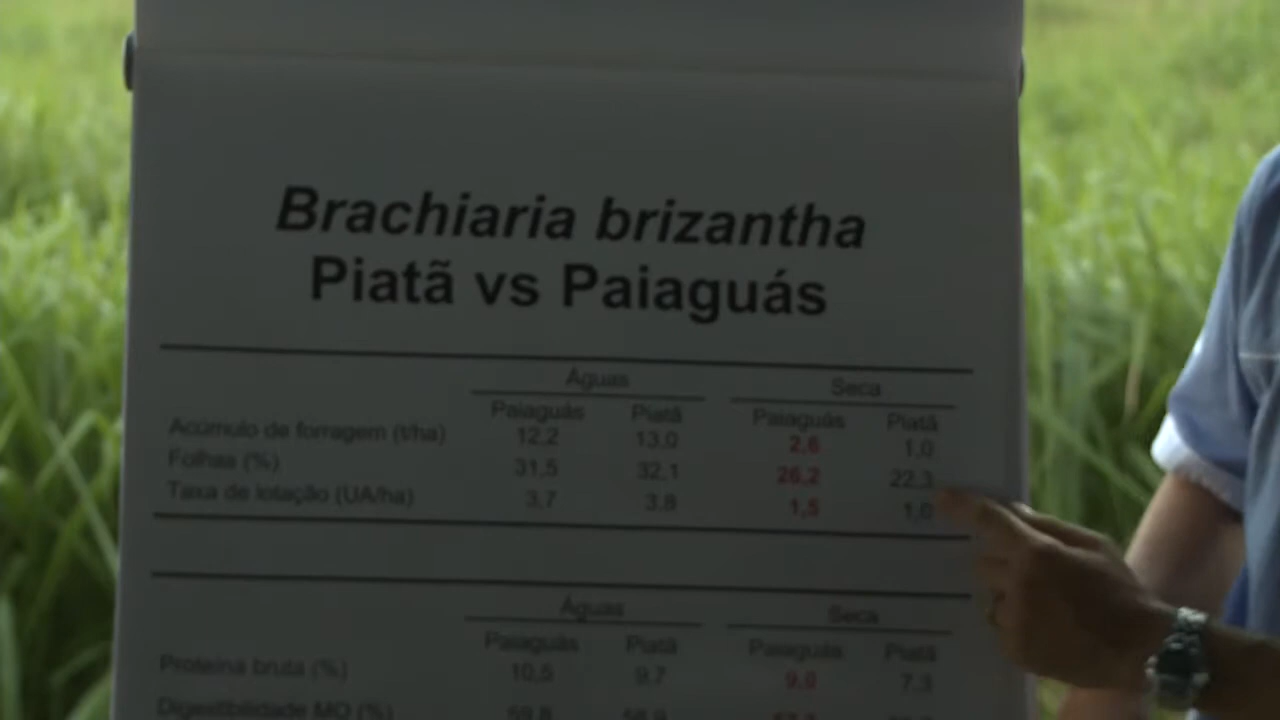 Brachiaria brizantha
Piatã vs Paiaguás
Águas Seca
Paiaguás Piatã Paiaguás Piatã
Acúmulo de forragem (t/ha) 12,2 13,0 2,6 1,0
Folhas (%) 31,5 32,1 26,2 22,3
Taxa de lotação (UA/ha) 3,7 3,8 1,5 1,0
Águas Seca
Paiaguás Piatã Paiaguás Piatã
Proteína bruta (%) 10,5 9,7 9,0 7,3
Digestibilidade MO (%)